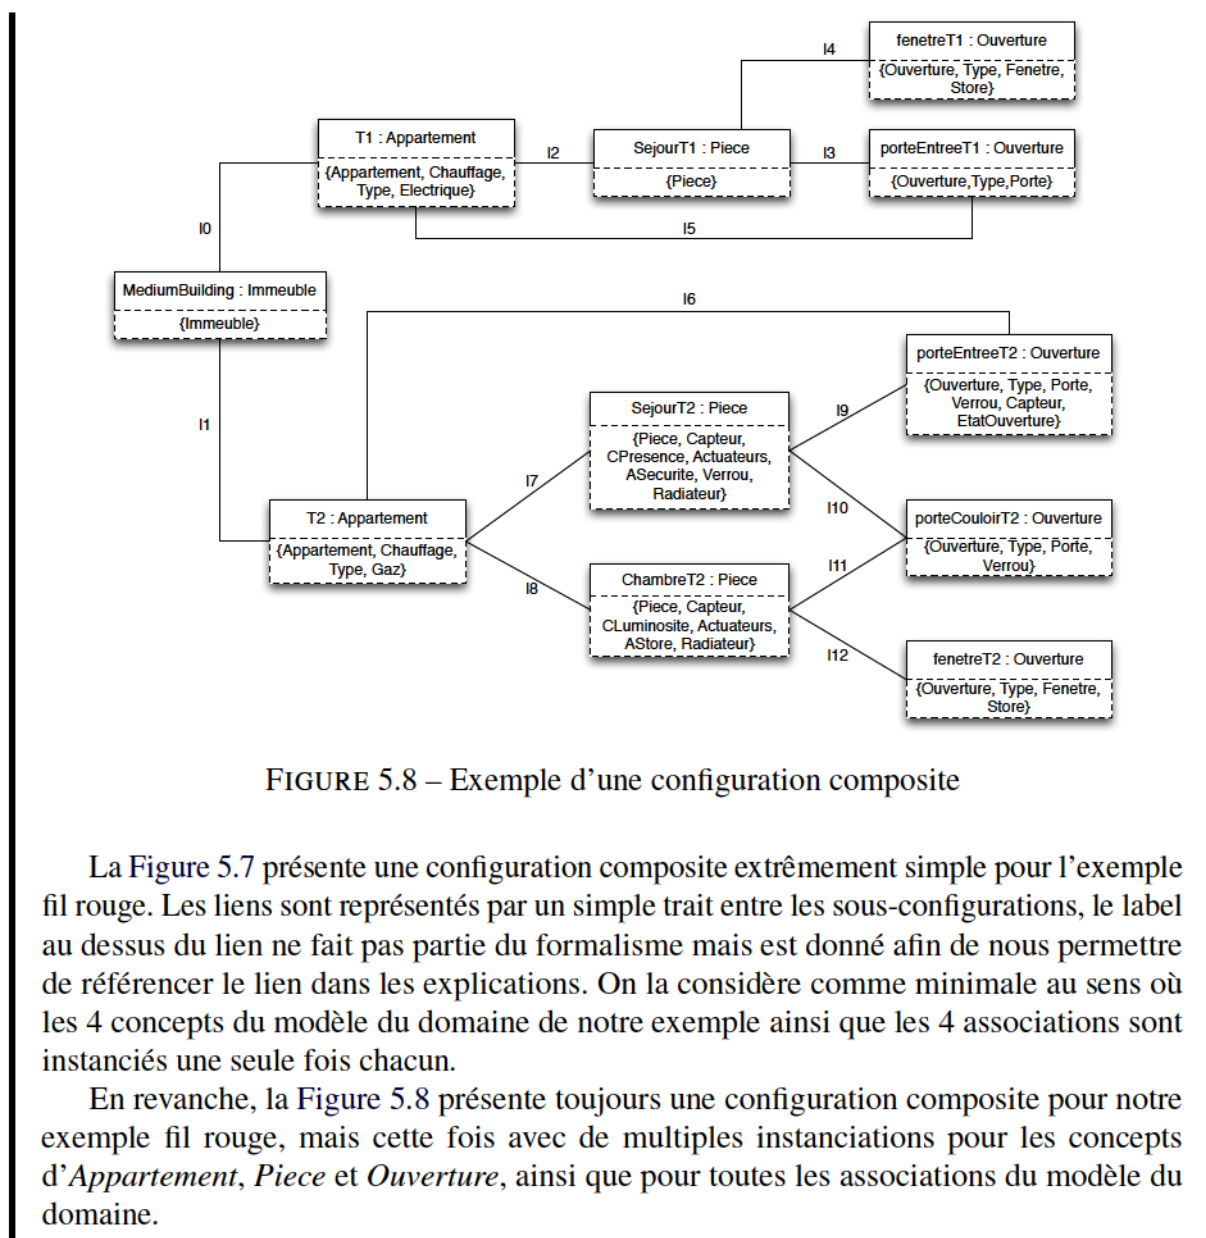 fenetreT1 : Ouverture
{Ouverture, Type, Fenetre,
Store}
l4
T1 : Appartement
{Appartement, Chauffage,
Type, Electrique}
l2
SejourT1 : Piece
{Piece}
l3
porteEntreeT1 : Ouverture
{Ouverture,Type,Porte}
l0
l5
MediumBuilding : Immeuble
{Immeuble}
l6
porteEntreeT2 : Ouverture
{Ouverture, Type, Porte,
Verrou, Capteur,
EtatOuverture}
l1
SejourT2 : Piece
{Piece, Capteur,
CPresence, Actuateurs,
ASecurite, Verrou,
Radiateur}
l9
l7
l10
T2 : Appartement
{Appartement, Chauffage,
Type, Gaz}
porteCouloirT2 : Ouverture
{Ouverture, Type, Porte,
Verrou}
l8
l11
ChambreT2 : Piece
{Piece, Capteur,
CLuminosite, Actuateurs,
AStore, Radiateur}
l12
fenetreT2 : Ouverture
{Ouverture, Type, Fenetre,
Store}
FIGURE 5.8 – Exemple d'une configuration composite
La Figure 5.7 présente une configuration composite extrêmement simple pour l'exemple
fil rouge. Les liens sont représentés par un simple trait entre les sous-configurations, le label
au dessus du lien ne fait pas partie du formalisme mais est donné afin de nous permettre
de référencer le lien dans les explications. On la considère comme minimale au sens où
les 4 concepts du modèle du domaine de notre exemple ainsi que les 4 associations sont
instanciés une seule fois chacun.
En revanche, la Figure 5.8 présente toujours une configuration composite pour notre
exemple fil rouge, mais cette fois avec de multiples instanciations pour les concepts
d'Appartement, Piece et Ouverture, ainsi que pour toutes les associations du modèle du
domaine.